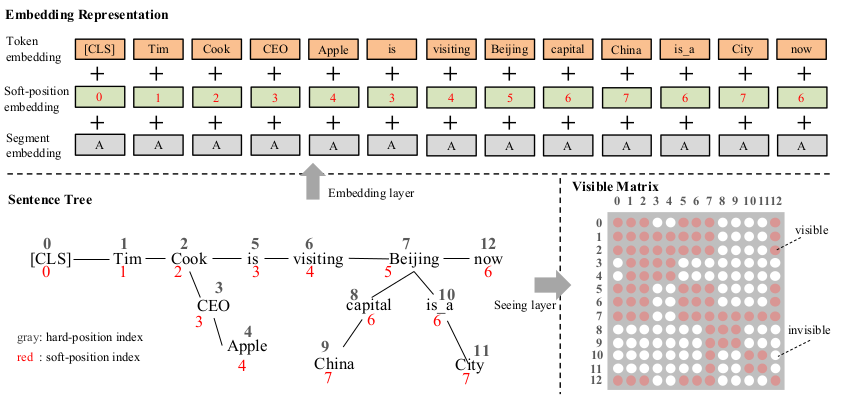 Embedding Representation
Token embedding [CLS] Tim Cook CEO Apple is visiting Beijing capital China is_a City now
+ + + + + + + + + + + + +
Soft-position embedding 0 1 2 3 4 3 4 5 6 7 6 7 6
+ + + + + + + + + + + + +
Segment embedding A A A A A A A A A A A A A
Embedding layer
Sentence Tree
0 1 2 5 6 7 12
[CLS] Tim Cook is visiting Beijing now
0 1 2 3 4 5 6
3 8 10
CEO capital is_a
3 6 6
4 9 11
Apple China City
4 7 7
gray: hard-position index
red : soft-position index
Seeing layer
Visible Matrix
0 1 2 3 4 5 6 7 8 9 10 11 12
0
1
2
3
4
5
6
7
8
9
10
11
12
visible
invisible